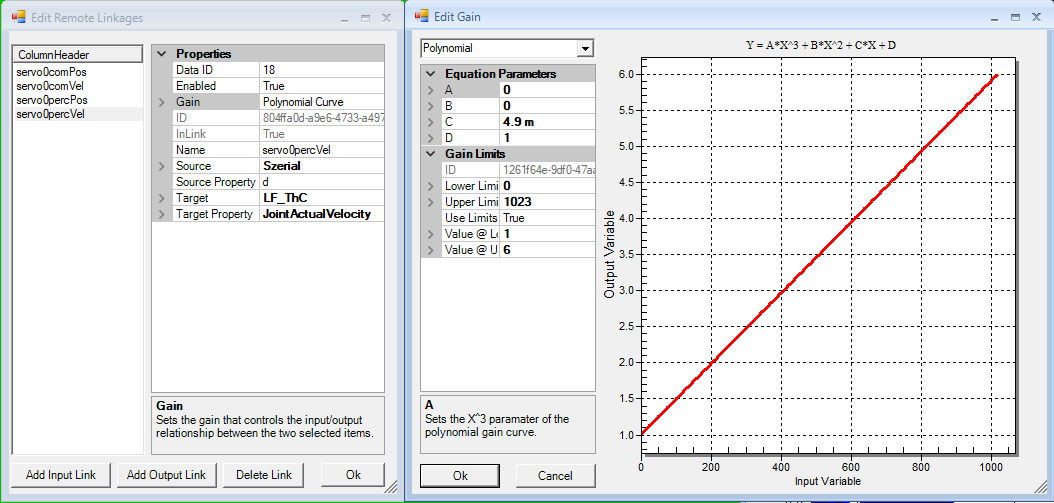 Edit Remote Linkages
ColumnHeader
servo0comPos
servo0comVel
servo0percPos
servo0percVel
Properties
Data ID 18
Enabled True
Gain Polynomial Curve
ID 804ffa0d-a9e6-4733-a497
InLink True
Name servo0percVel
Source Szerial
Source Property d
Target LF_ThC
Target Property JointActualVelocity
Gain
Sets the gain that controls the input/output
relationship between the two selected items.
Add Input Link Add Output Link Delete Link Ok
Edit Gain
Polynomial
Equation Parameters
A 0
B 0
C 4.9 m
D 1
Gain Limits
ID 1261f64e-9df0-47aa
Lower Limi 0
Upper Limi 1023
Use Limits True
Value @ Lo 1
Value @ U 6
A
Sets the X^3 paramater of the
polynomial gain curve.
Ok Cancel
Y = A*X^3 + B*X^2 + C*X + D
Output Variable
6.0
5.5
5.0
4.5
4.0
3.5
3.0
2.5
2.0
1.5
1.0
0 200 400 600 800 1000
Input Variable